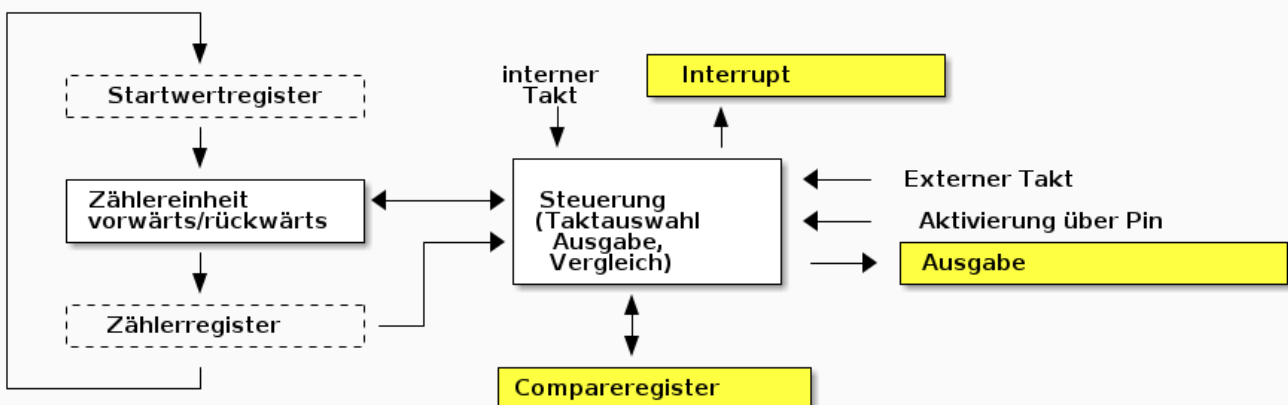 Startwertregister
Zählereinheit
vorwärts/rückwärts
Zählerregister
interner
Takt
Interrupt
Steuerung
(Taktauswahl
Ausgabe,
Vergleich)
Externer Takt
Aktivierung über Pin
Ausgabe
Compareregister